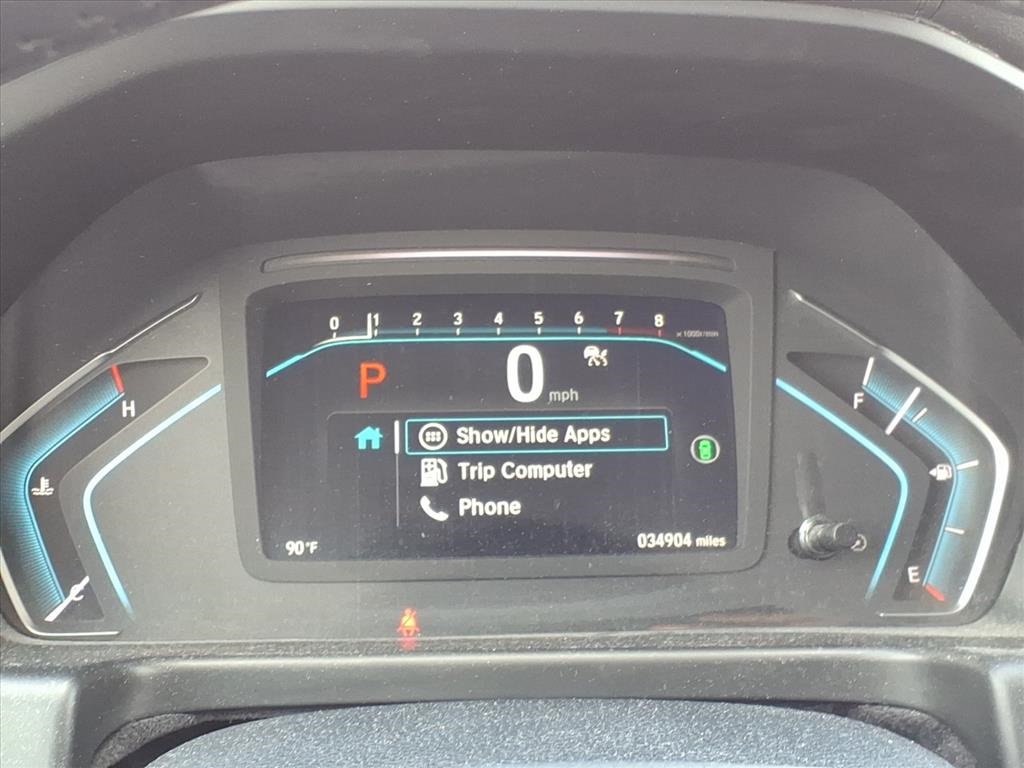 0 1 2 3 4 5 6 7 8
x 1000r/min
P 0 mph
H
F
Show/Hide Apps
Trip Computer
Phone
90°F
034904 miles
C
E